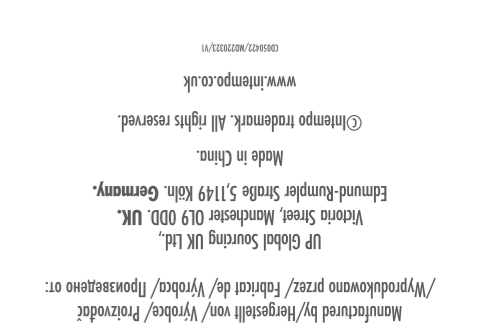 Manufactured by/Hergestellt von/ Výrobce/ Proizvođač
/Wyprodukowano przez/ Fabricat de/ Výrobca/ Произведено от:
UP Global Sourcing UK Ltd.,
Victoria Street, Manchester OL9 0DD. UK.
Edmund-Rumpler Straße 5,51149 Köln. Germany.
Made in China.
©Intempo trademark. All rights reserved.
www.intempo.co.uk
CD050422/MD220323/V1